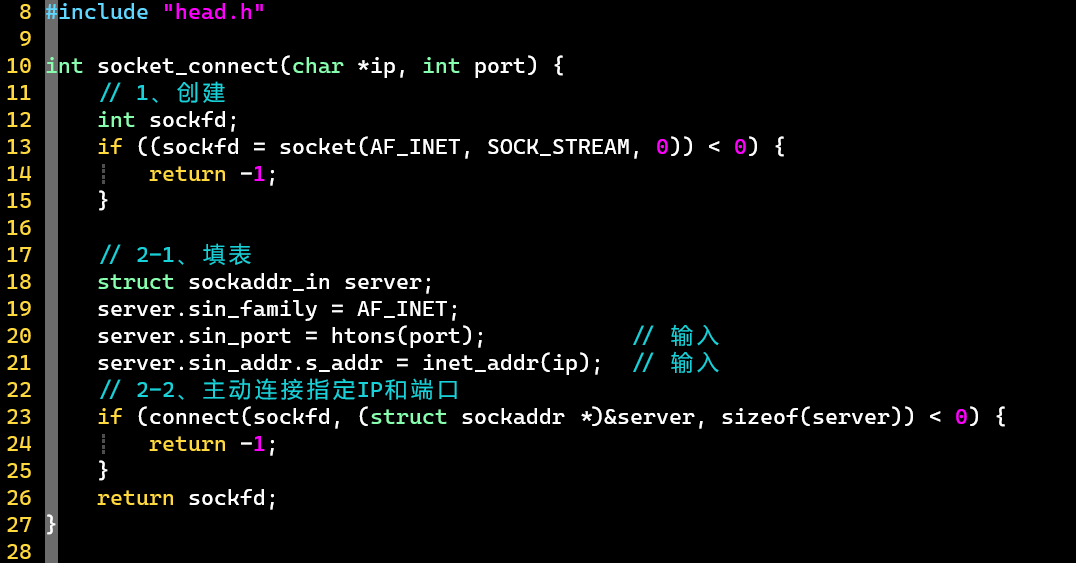 8 #include "head.h"
9
10 int socket_connect(char *ip, int port) {
11     // 1、创建
12     int sockfd;
13     if ((sockfd = socket(AF_INET, SOCK_STREAM, 0)) < 0) {
14         return -1;
15     }
16
17     // 2-1、填表
18     struct sockaddr_in server;
19     server.sin_family = AF_INET;
20     server.sin_port = htons(port);           // 输入
21     server.sin_addr.s_addr = inet_addr(ip);  // 输入
22     // 2-2、主动连接指定IP和端口
23     if (connect(sockfd, (struct sockaddr *)&server, sizeof(server)) < 0) {
24         return -1;
25     }
26     return sockfd;
27 }
28